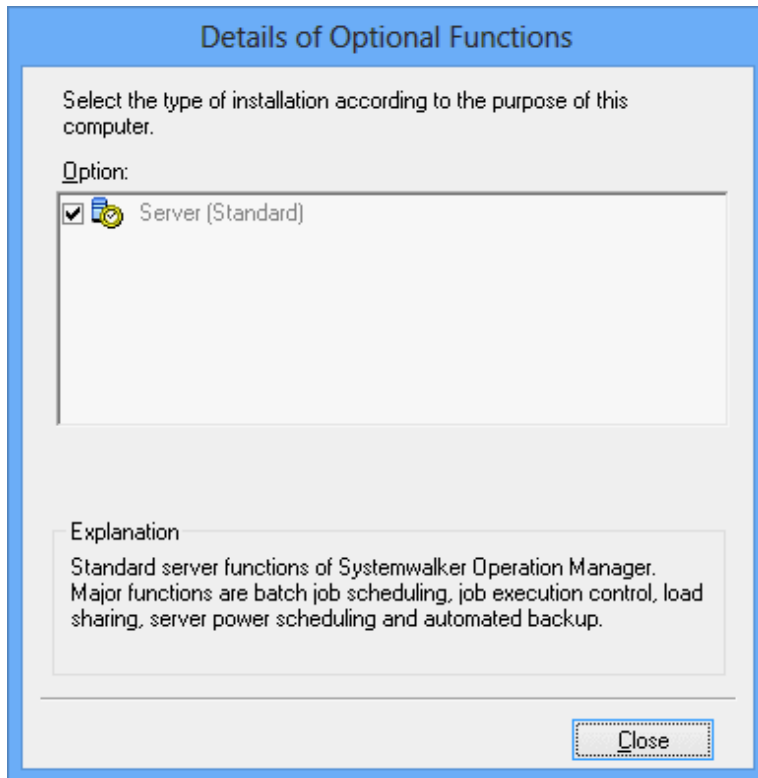 Details of Optional Functions
Select the type of installation according to the purpose of this
computer.
Option:
Server (Standard)
Explanation
Standard server functions of Systemwalker Operation Manager.
Major functions are batch job scheduling, job execution control, load
sharing, server power scheduling and automated backup.
Close